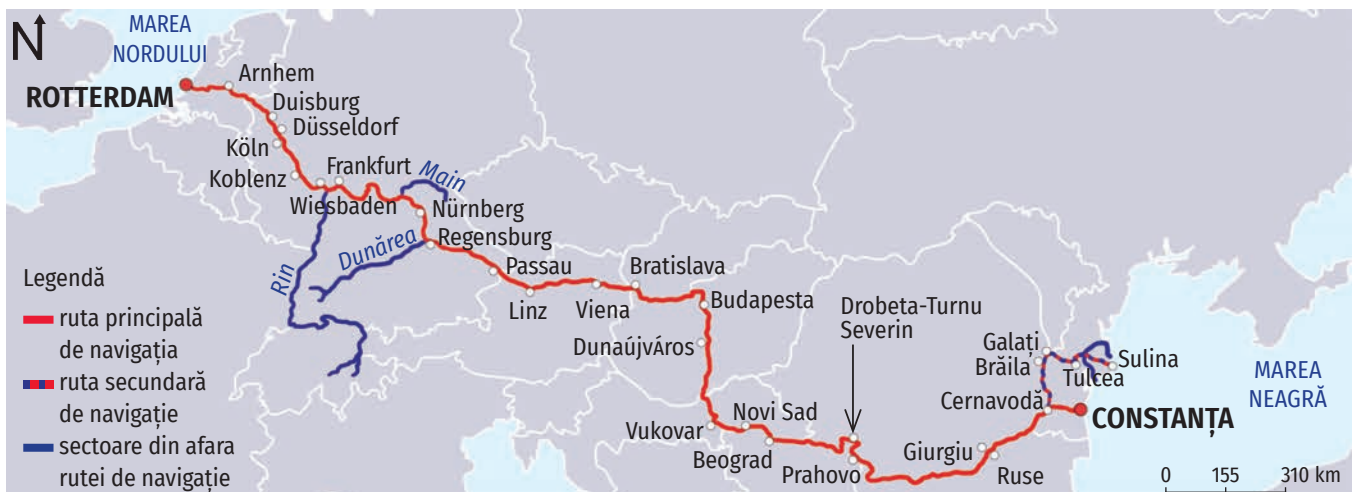 N
MAREA
NORDULUI
ROTTERDAM
Arnhem
Duisburg
Düsseldorf
Köln
Koblenz
Frankfurt
Main
Wiesbaden
Nürnberg
Dunărea
Regensburg
Rin
Passau
Bratislava
Linz
Viena
Budapesta
Drobeta-Turnu
Severin
Dunaújváros
Galați
Brăila
Sulina
Tulcea
MAREA
NEAGRĂ
Cernavodă
CONSTANȚA
Vukovar
Novi Sad
Beograd
Prahovo
Giurgiu
Ruse
Legendă
ruta principală
de navigația
ruta secundară
de navigație
sectoare din afara
rutei de navigație
0 155 310 km